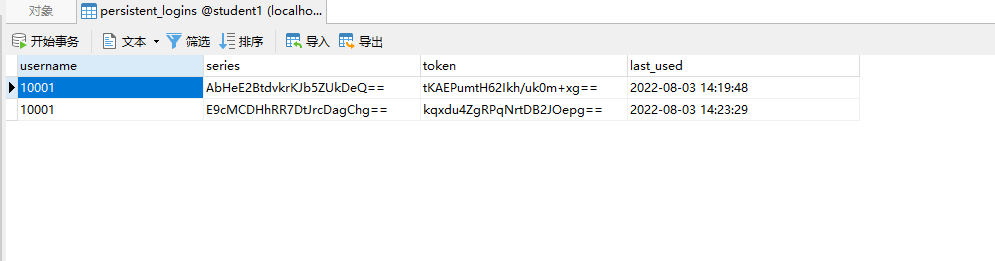 对象 persistent_logins @student1 (localho...
开始事务 文本 筛选 排序 导入 导出
username series token last_used
10001 AbHeE2BtdvkrKJb5ZUkDeQ== tKAEPumtH62Ikh/uk0m+xg== 2022-08-03 14:19:48
10001 E9cMCDHhRR7DtJrcDagChg== kqxdu4ZgRPqNrtDB2JOepg== 2022-08-03 14:23:29